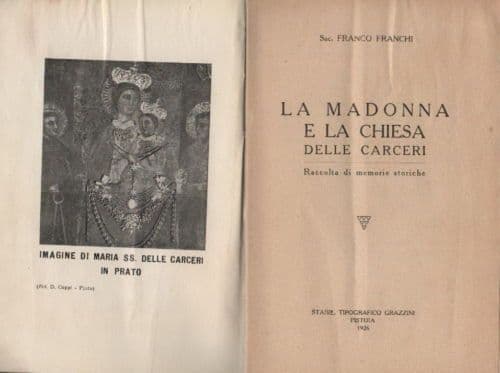 IMAGINE DI MARIA SS. DELLE CARCERI
IN PRATO
Sac. FRANCO FRANCHI
LA MADONNA
E LA CHIESA
DELLE CARCERI
Raccolta di memorie storiche
TIPOGRAFICO GRAZZINI
PISTOIA
1926